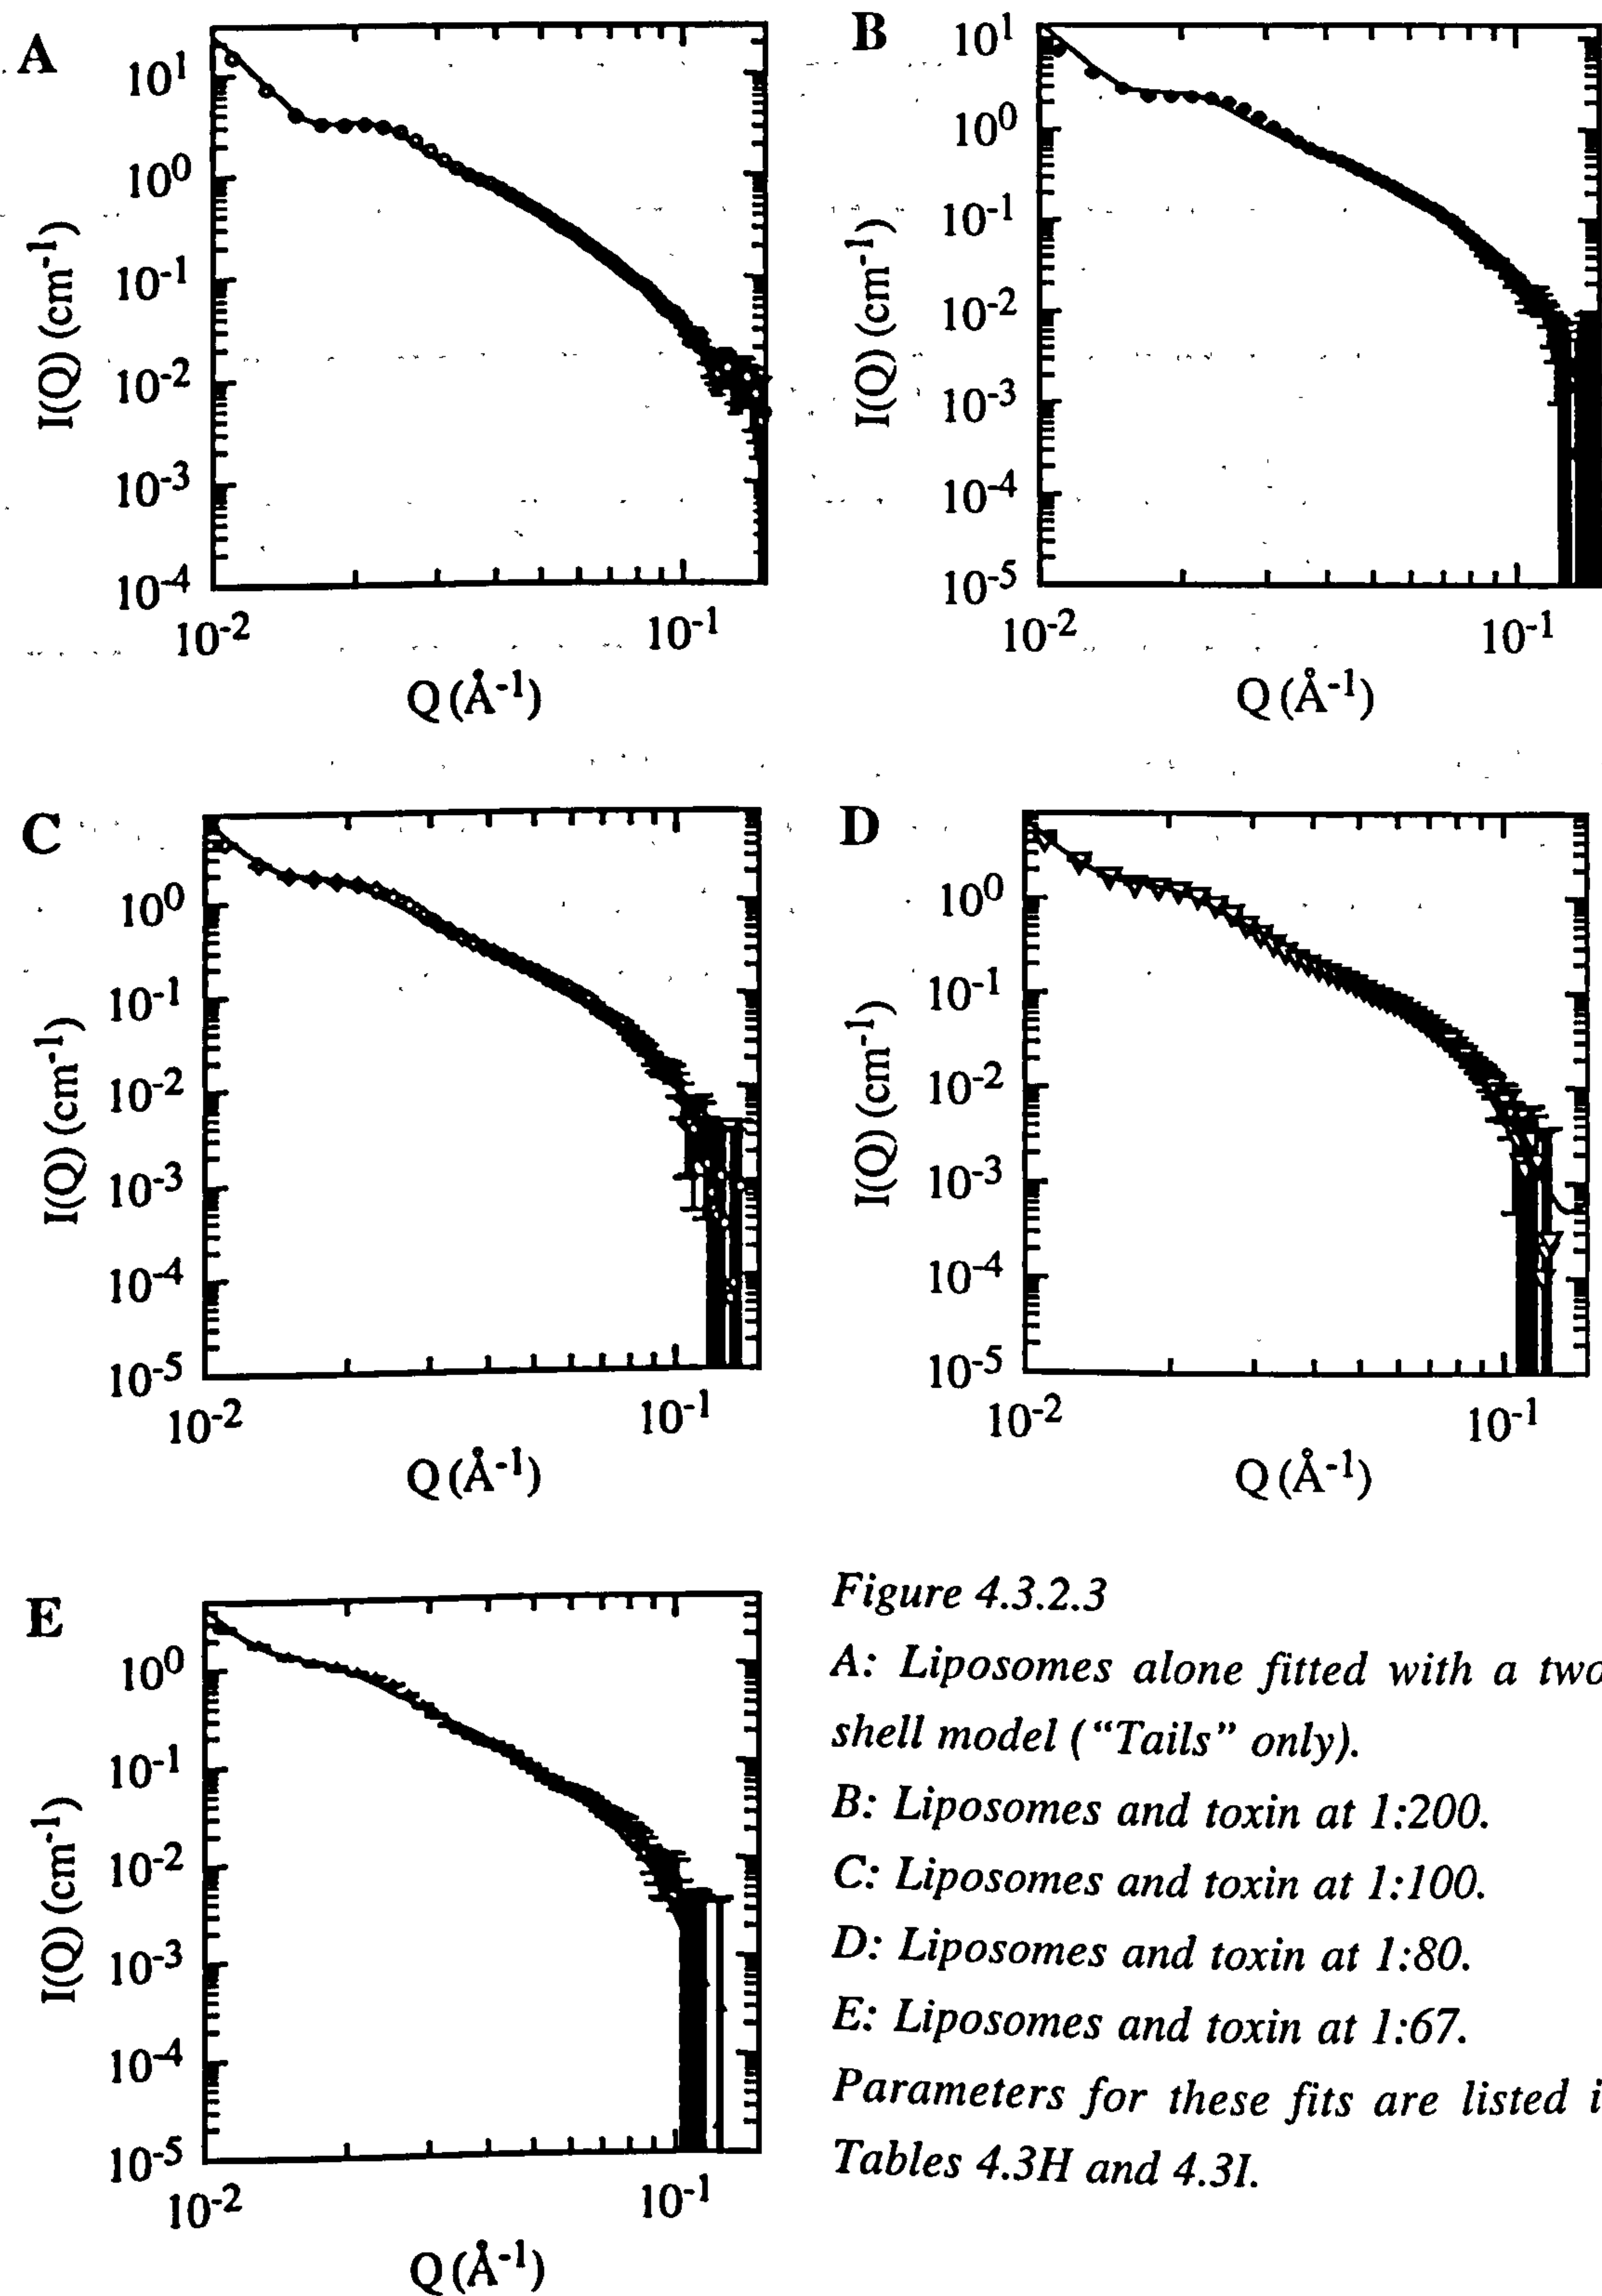 A
10^1
10^0
10^-1
10^-2
10^-3
10^-4
I(Q) (cm^-1)
10^-2
10^-1
Q (Å^-1)
B
10^1
10^0
10^-1
10^-2
10^-3
10^-4
10^-5
I(Q) (cm^-1)
10^-2
10^-1
Q (Å^-1)
C
10^0
10^-1
10^-2
10^-3
10^-4
10^-5
I(Q) (cm^-1)
10^-2
10^-1
Q (Å^-1)
D
10^0
10^-1
10^-2
10^-3
10^-4
10^-5
I(Q) (cm^-1)
10^-2
10^-1
Q (Å^-1)
E
10^0
10^-1
10^-2
10^-3
10^-4
10^-5
I(Q) (cm^-1)
10^-2
10^-1
Q (Å^-1)
Figure 4.3.2.3
A: Liposomes alone fitted with a two
shell model ("Tails" only).
B: Liposomes and toxin at 1:200.
C: Liposomes and toxin at 1:100.
D: Liposomes and toxin at 1:80.
E: Liposomes and toxin at 1:67.
Parameters for these fits are listed
Tables 4.3H and 4.3I.